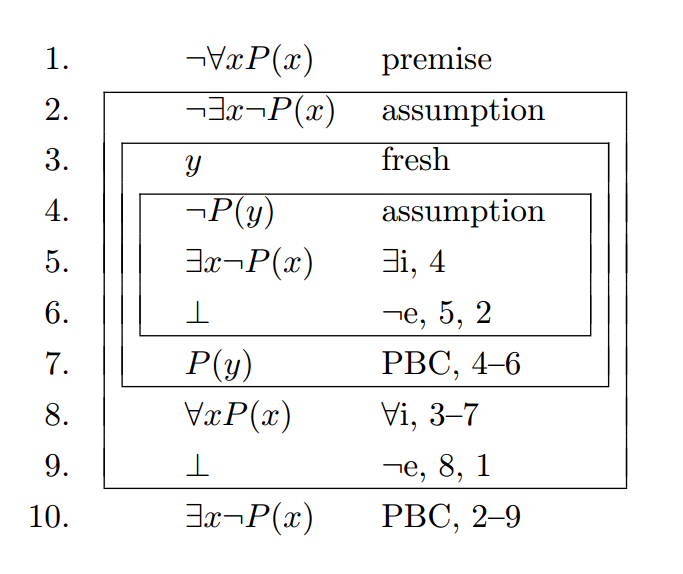 1. ¬∀xP(x) premise
2. ¬∃x¬P(x) assumption
3. y fresh
4. ¬P(y) assumption
5. ∃x¬P(x) ∃i, 4
6. ⊥ ¬e, 5, 2
7. P(y) PBC, 4–6
8. ∀xP(x) ∀i, 3–7
9. ⊥ ¬e, 8, 1
10. ∃x¬P(x) PBC, 2–9